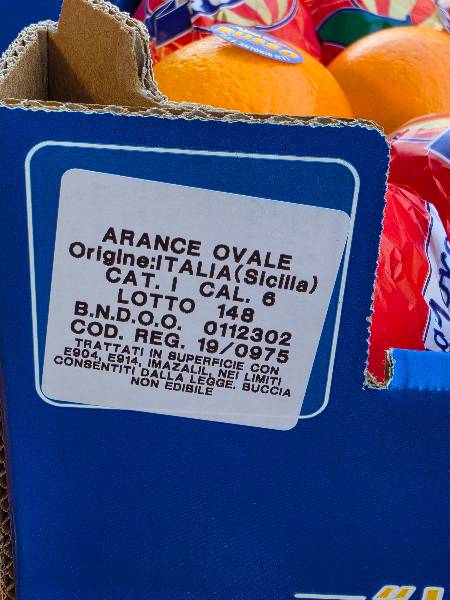 RUSSO
ARANCE OVALE
Origine:ITALIA(Sicilia)
CAT. I CAL. 6
LOTTO 148
B.N.D.O.O. 0112302
COD. REG. 19/0975
TRATTATI IN SUPERFICIE CON
E904, E914, IMAZALIL, NEI LIMITI
CONSENTITI DALLA LEGGE. BUCCIA
NON EDIBILE